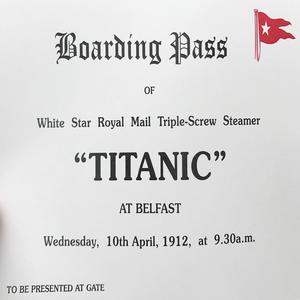 Boarding Pass
OF
White Star Royal Mail Triple-Screw Steamer
“TITANIC”
AT BELFAST
Wednesday, 10th April, 1912, at 9.30a.m.
TO BE PRESENTED AT GATE